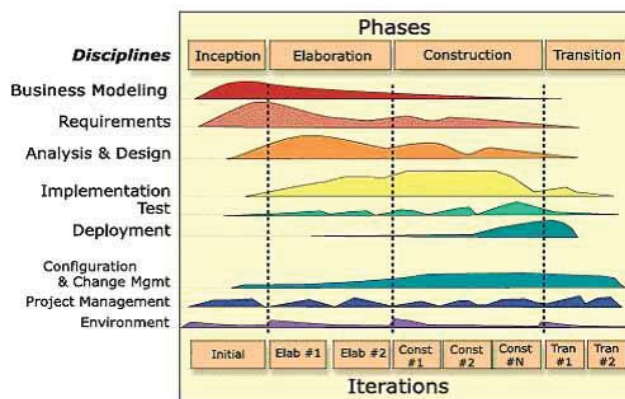 Phases
Disciplines
Inception
Elaboration
Construction
Transition
Business Modeling
Requirements
Analysis & Design
Implementation
Test
Deployment
Configuration
& Change Mgmt
Project Management
Environment
Initial
Elab #1
Elab #2
Const
#1
Const
#2
Const
#N
Tran
#1
Tran
#2
Iterations